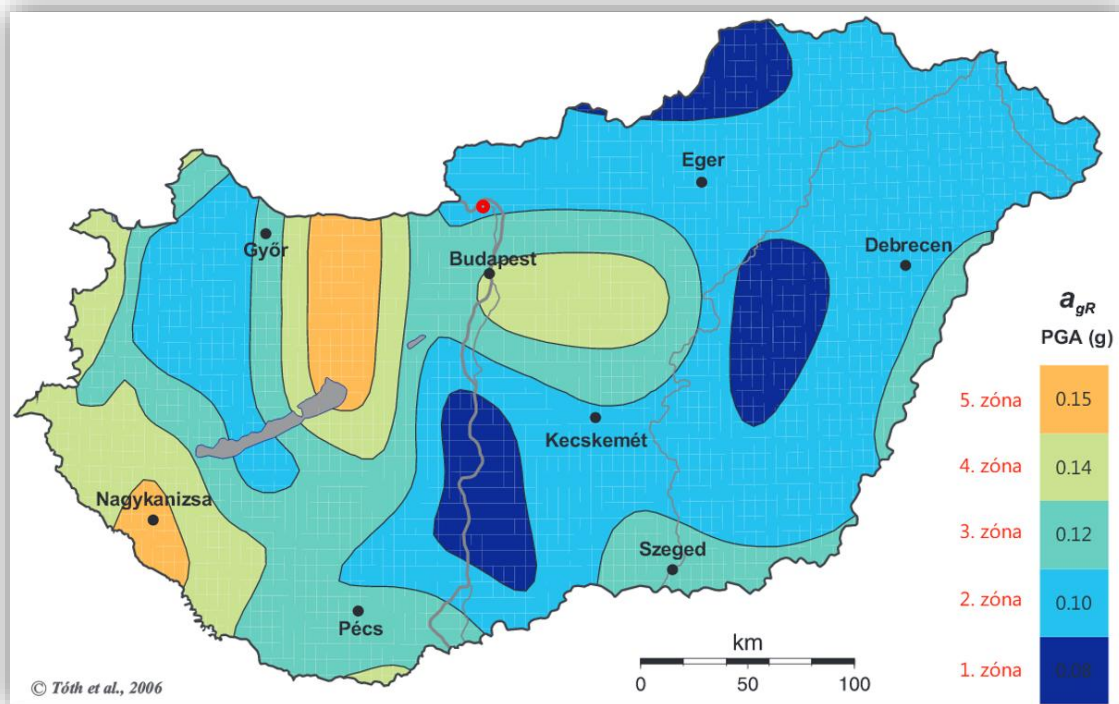 Eger
Győr
Budapest
Debrecen
a_gR
PGA (g)
5. zóna 0.15
Kecskemét
4. zóna 0.14
Nagykanizsa
3. zóna 0.12
Szeged
2. zóna 0.10
Pécs
km
1. zóna 0.08
0 50 100
© Tóth et al., 2006